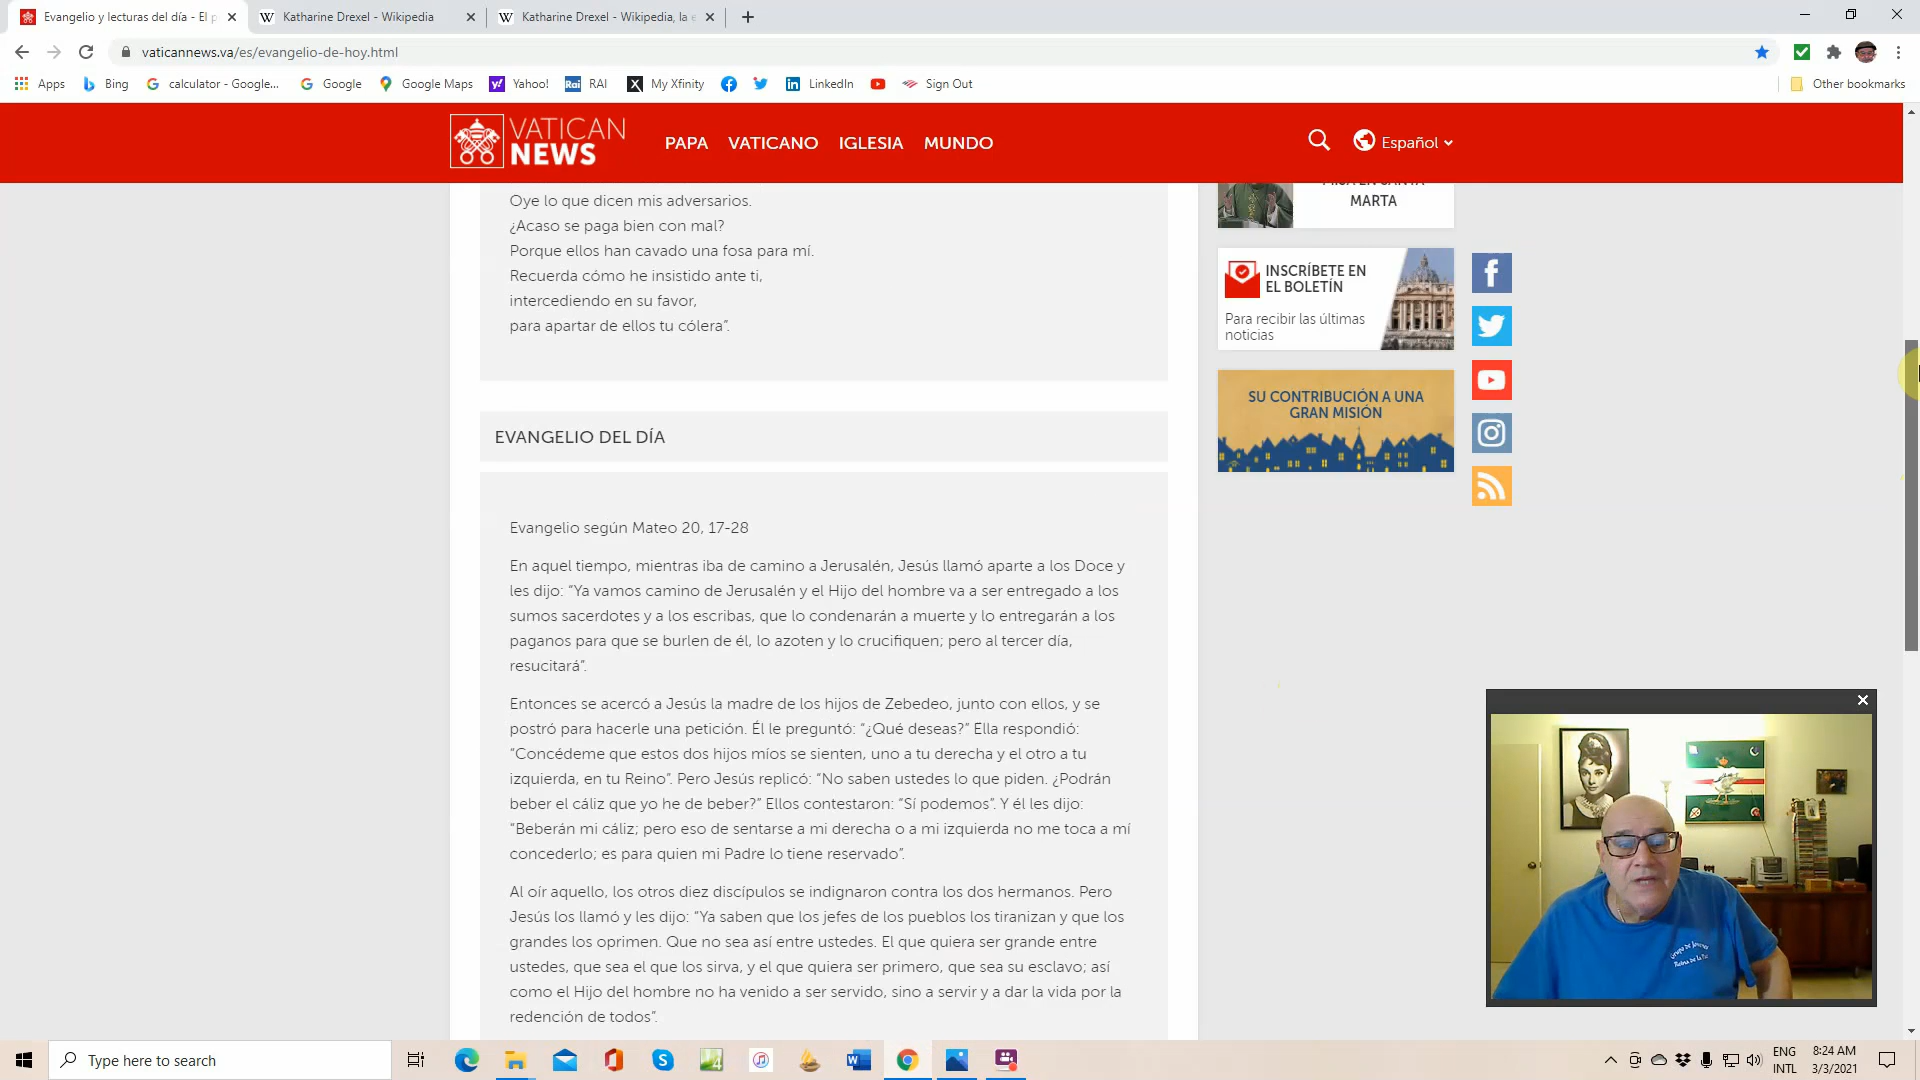 Evangelio y lecturas del día - El p
Katharine Drexel - Wikipedia
Katharine Drexel - Wikipedia, la e
vaticannews.va/es/evangelio-de-hoy.html
Apps
Bing
calculator - Google...
Google
Google Maps
Yahoo!
RAI
My Xfinity
LinkedIn
Sign Out
Other bookmarks
VATICAN
NEWS
PAPA VATICANO IGLESIA MUNDO
Español
Oye lo que dicen mis adversarios.
¿Acaso se paga bien con mal?
Porque ellos han cavado una fosa para mí.
Recuerda cómo he insistido ante ti,
intercediendo en su favor,
para apartar de ellos tu cólera”.
MISA EN SANTA
MARTA
INSCRÍBETE EN
EL BOLETÍN
Para recibir las últimas
noticias
SU CONTRIBUCIÓN A UNA
GRAN MISIÓN
EVANGELIO DEL DÍA
Evangelio según Mateo 20, 17-28
En aquel tiempo, mientras iba de camino a Jerusalén, Jesús llamó aparte a los Doce y
les dijo: “Ya vamos camino de Jerusalén y el Hijo del hombre va a ser entregado a los
sumos sacerdotes y a los escribas, que lo condenarán a muerte y lo entregarán a los
paganos para que se burlen de él, lo azoten y lo crucifiquen; pero al tercer día,
resucitará”.
Entonces se acercó a Jesús la madre de los hijos de Zebedeo, junto con ellos, y se
postró para hacerle una petición. Él le preguntó: “¿Qué deseas?” Ella respondió:
“Concédeme que estos dos hijos míos se sienten, uno a tu derecha y el otro a tu
izquierda, en tu Reino”. Pero Jesús replicó: “No saben ustedes lo que piden. ¿Podrán
beber el cáliz que yo he de beber?” Ellos contestaron: “Sí podemos”. Y él les dijo:
“Beberán mi cáliz; pero eso de sentarse a mi derecha o a mi izquierda no me toca a mí
concederlo; es para quien mi Padre lo tiene reservado”.
Al oír aquello, los otros diez discípulos se indignaron contra los dos hermanos. Pero
Jesús los llamó y les dijo: “Ya saben que los jefes de los pueblos los tiranizan y que los
grandes los oprimen. Que no sea así entre ustedes. El que quiera ser grande entre
ustedes, que sea el que los sirva, y el que quiera ser primero, que sea su esclavo; así
como el Hijo del hombre no ha venido a ser servido, sino a servir y a dar la vida por la
redención de todos”.
Grupo de Jóvenes
Reina de la Paz
Type here to search
ENG
INTL
8:24 AM
3/3/2021